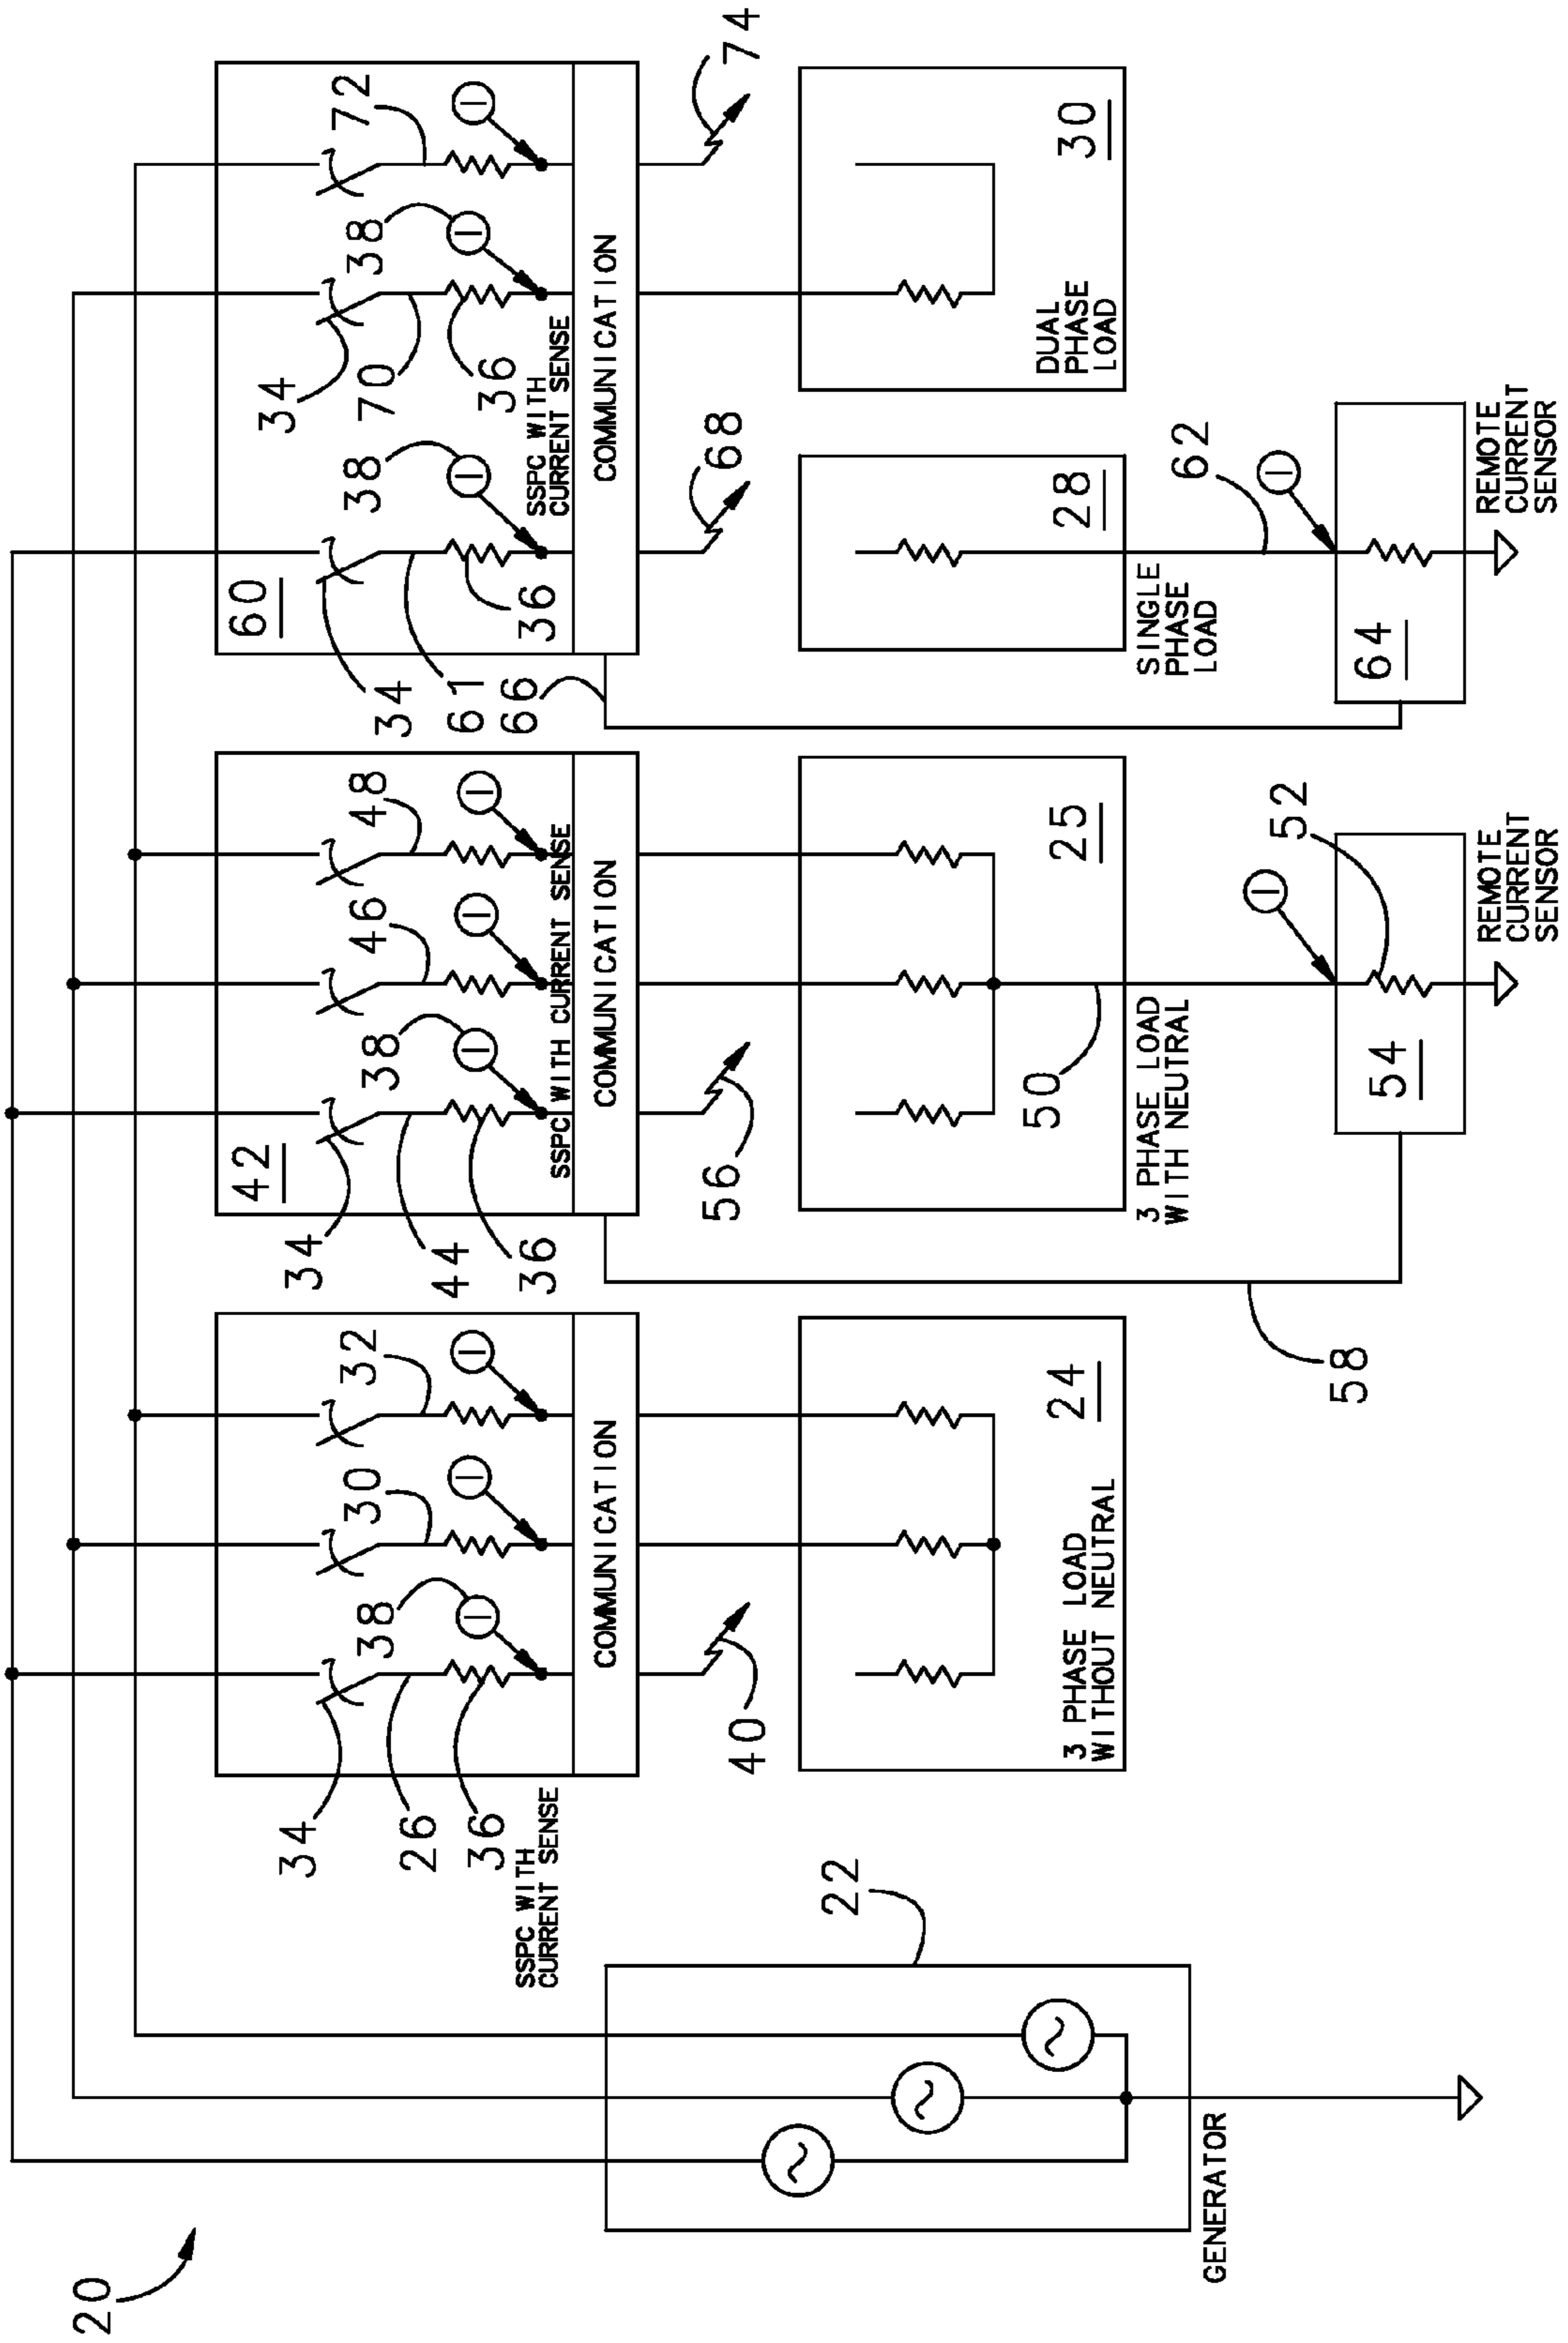 20
GENERATOR
22
SSPC WITH
CURRENT SENSE
34
26
36
38
30
32
I
I
I
COMMUNICATION
40
3 PHASE LOAD
WITHOUT NEUTRAL
24
42
34
44
36
38
46
48
I
I
I
SSPC WITH CURRENT SENSE
COMMUNICATION
56
25
3 PHASE LOAD
WITH NEUTRAL
50
58
I
52
54
REMOTE
CURRENT
SENSOR
60
34
61
66
36
38
34
70
36
38
72
I
I
I
SSPC WITH
CURRENT SENSE
COMMUNICATION
68
74
28
SINGLE
PHASE
LOAD
DUAL
PHASE
LOAD
30
62
I
64
REMOTE
CURRENT
SENSOR